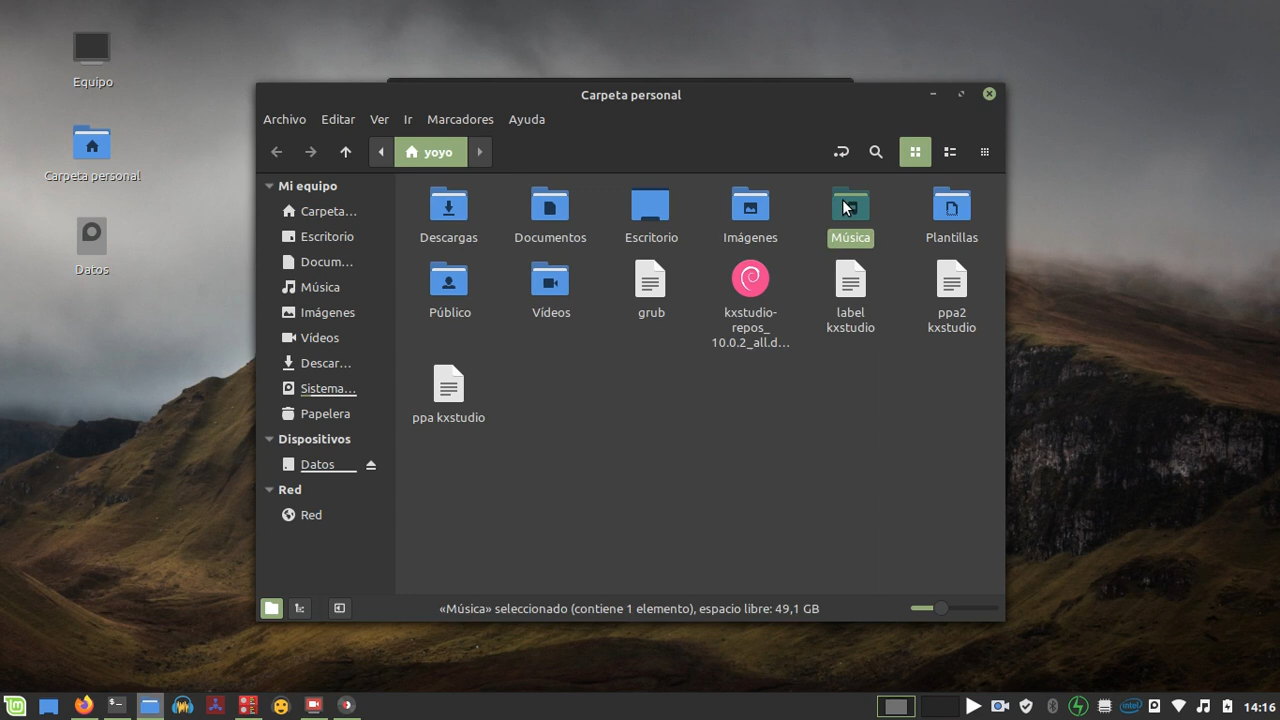 Equipo
Carpeta personal
Datos
Carpeta personal
Archivo Editar Ver Ir Marcadores Ayuda
yoyo
Mi equipo
Carpeta...
Escritorio
Docum...
Música
Imágenes
Vídeos
Descar...
Sistema...
Papelera
Dispositivos
Datos
Red
Red
Descargas Documentos Escritorio Imágenes Música Plantillas
Público Vídeos grub kxstudio-
repos_
10.0.2_all.d...
label
kxstudio
ppa2
kxstudio
ppa kxstudio
«Música» seleccionado (contiene 1 elemento), espacio libre: 49,1 GB
intel
14:16